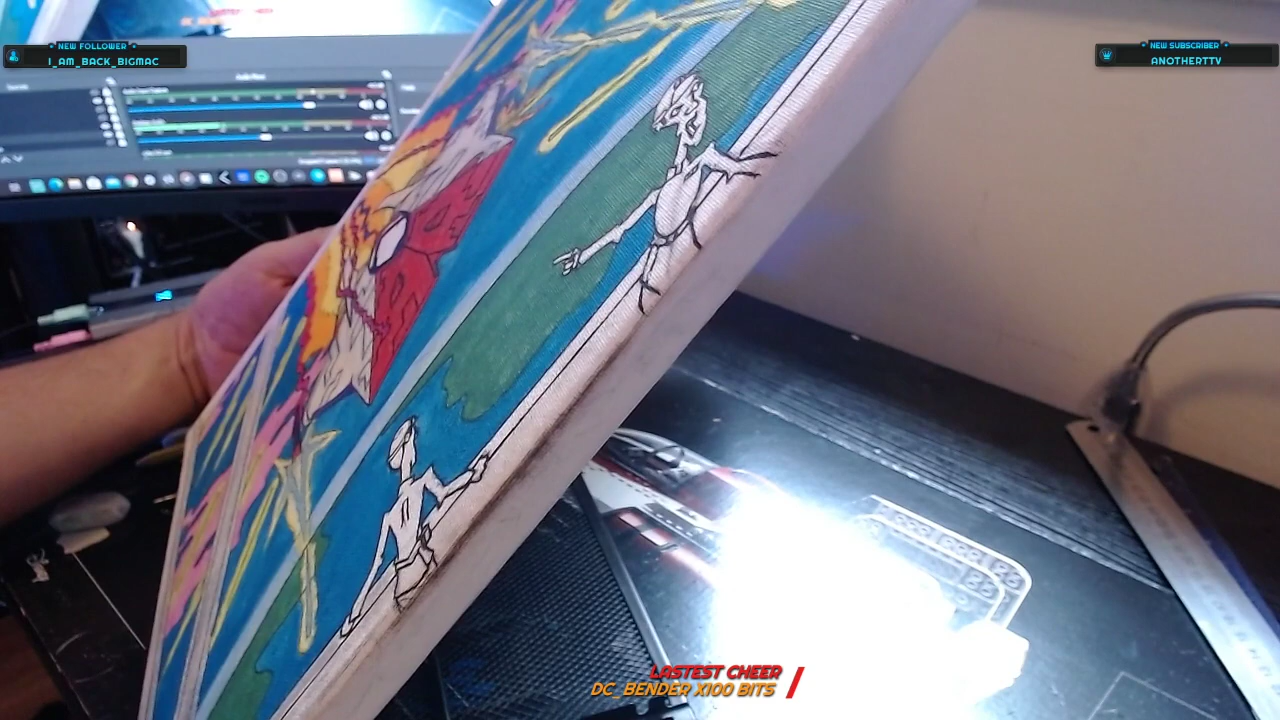 NEW FOLLOWER
I_AM_BACK_BIGMAC
NEW SUBSCRIBER
ANOTHERTTV
LASTEST CHEER
DC_BENDER X100 BITS